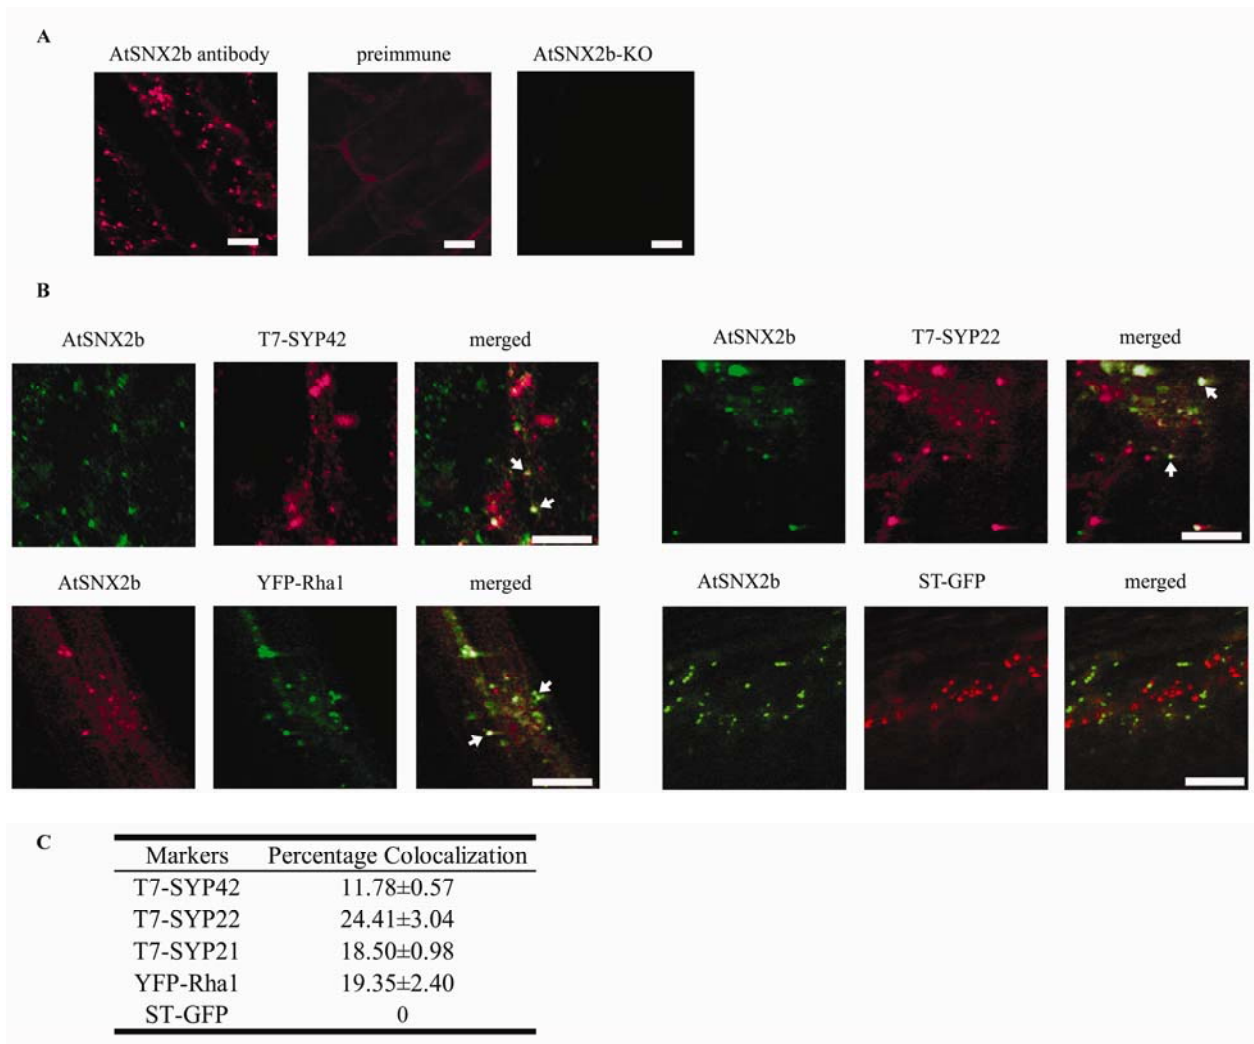 A
AtSNX2b antibody preimmune AtSNX2b-KO
B
AtSNX2b T7-SYP42 merged AtSNX2b T7-SYP22 merged
AtSNX2b YFP-Rha1 merged AtSNX2b ST-GFP merged
C
Markers Percentage Colocalization
T7-SYP42 11.78±0.57
T7-SYP22 24.41±3.04
T7-SYP21 18.50±0.98
YFP-Rha1 19.35±2.40
ST-GFP 0